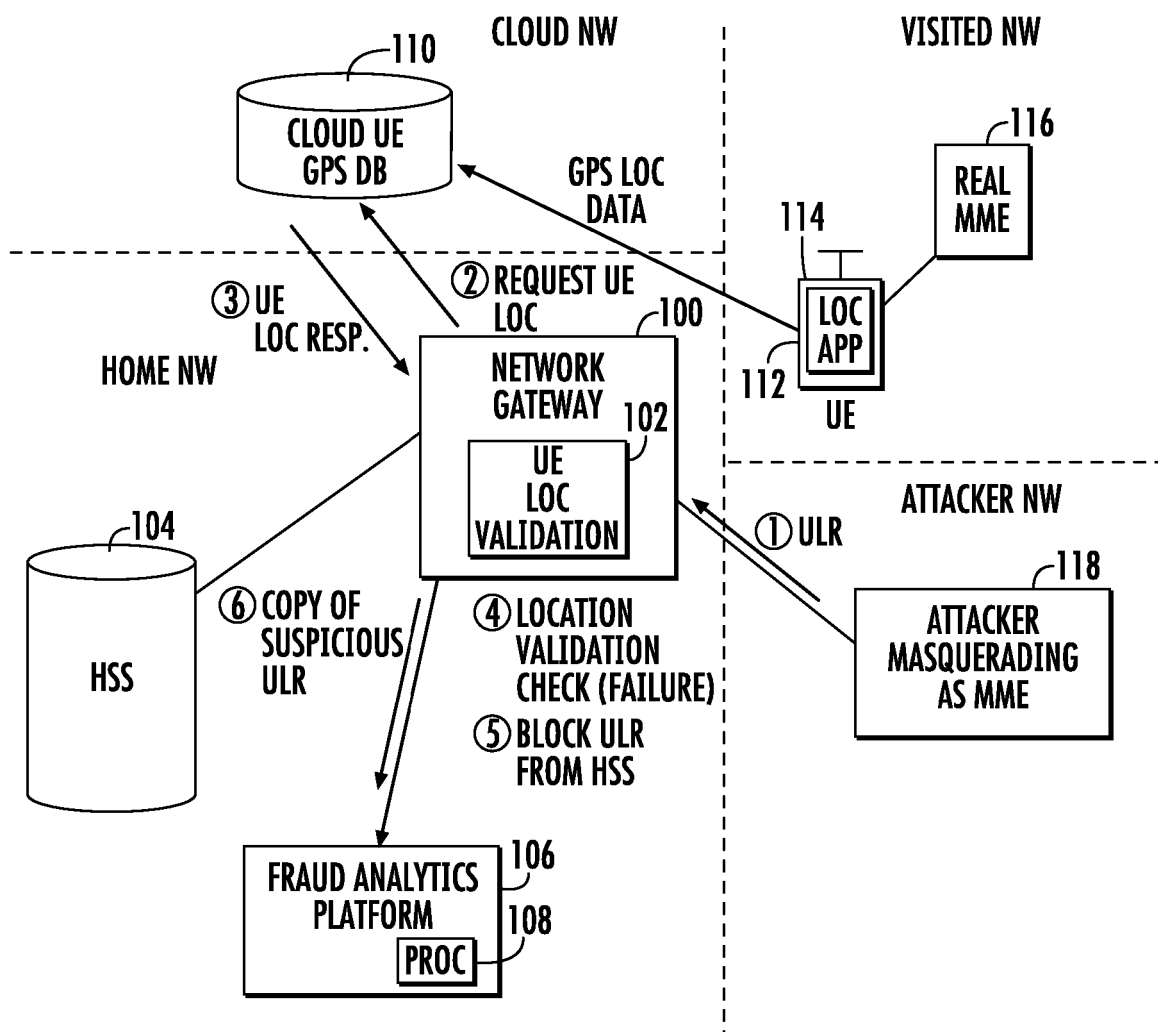 CLOUD NW
VISITED NW
110
CLOUD UE
GPS DB
116
REAL
MME
GPS LOC
DATA
114
LOC
APP
112
UE
② REQUEST UE
LOC
③ UE
LOC RESP.
HOME NW
100
NETWORK
GATEWAY
102
UE
LOC
VALIDATION
ATTACKER NW
① ULR
118
ATTACKER
MASQUERADING
AS MME
104
HSS
⑥ COPY OF
SUSPICIOUS
ULR
④ LOCATION
VALIDATION
CHECK (FAILURE)
⑤ BLOCK ULR
FROM HSS
106
FRAUD ANALYTICS
PLATFORM
108
PROC